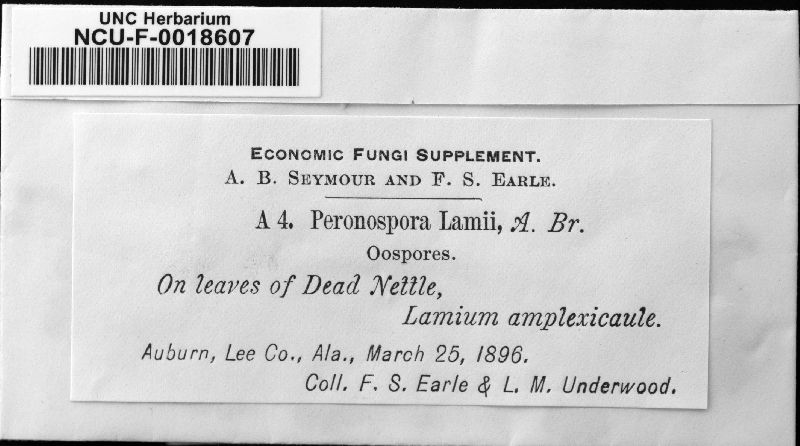 UNC Herbarium
NCU-F-0018607
ECONOMIC FUNGI SUPPLEMENT.
A. B. SEYMOUR AND F. S. EARLE.
A 4. Peronospora Lamii, A. Br.
Oospores.
On leaves of Dead Nettle,
Lamium amplexicaule.
Auburn, Lee Co., Ala., March 25, 1896.
Coll. F. S. Earle & L. M. Underwood.